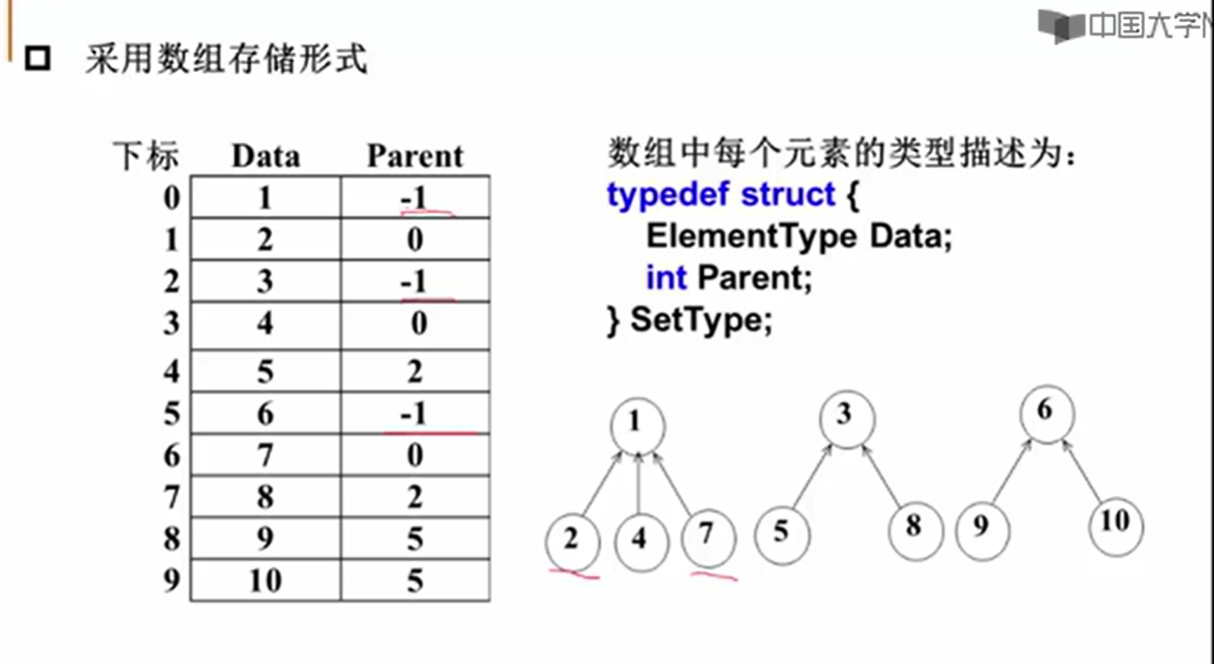 中国大学
采用数组存储形式
下标 Data Parent
0 1 -1
1 2 0
2 3 -1
3 4 0
4 5 2
5 6 -1
6 7 0
7 8 2
8 9 5
9 10 5
数组中每个元素的类型描述为：
typedef struct {
ElementType Data;
int Parent;
} SetType;
1 3 6
2 4 7 5 8 9 10